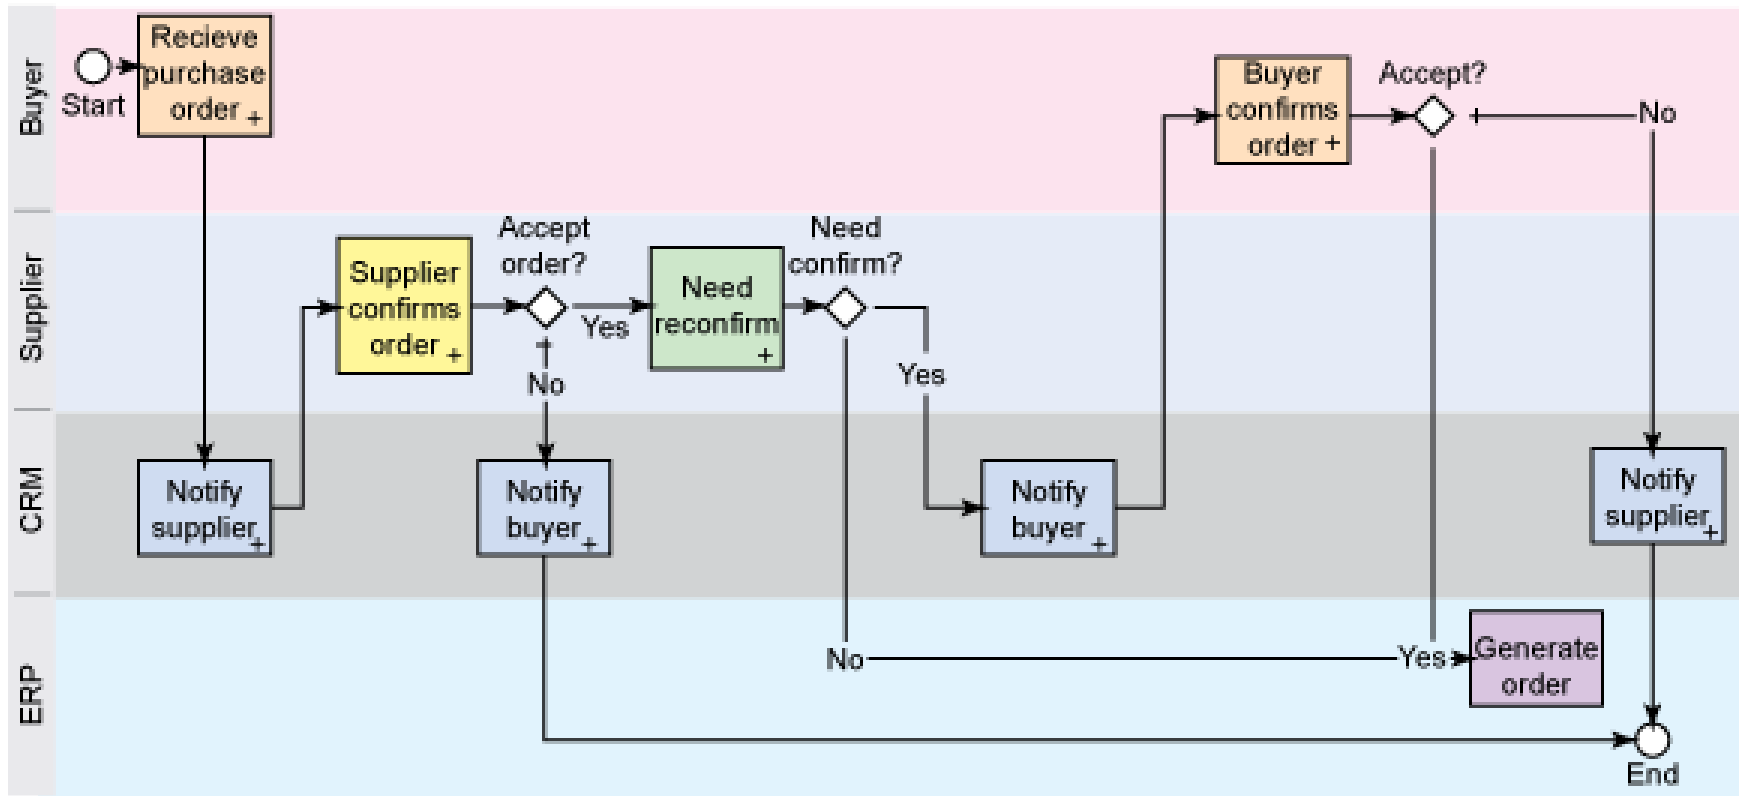 Buyer
Start
Recieve
purchase
order +
Buyer
confirms
order +
Accept?
No
Supplier
Supplier
confirms
order +
Accept
order?
Yes
No
Need
reconfirm
+
Need
confirm?
Yes
CRM
Notify
supplier +
Notify
buyer +
Notify
buyer +
Notify
supplier +
ERP
No
Yes
Generate
order
End